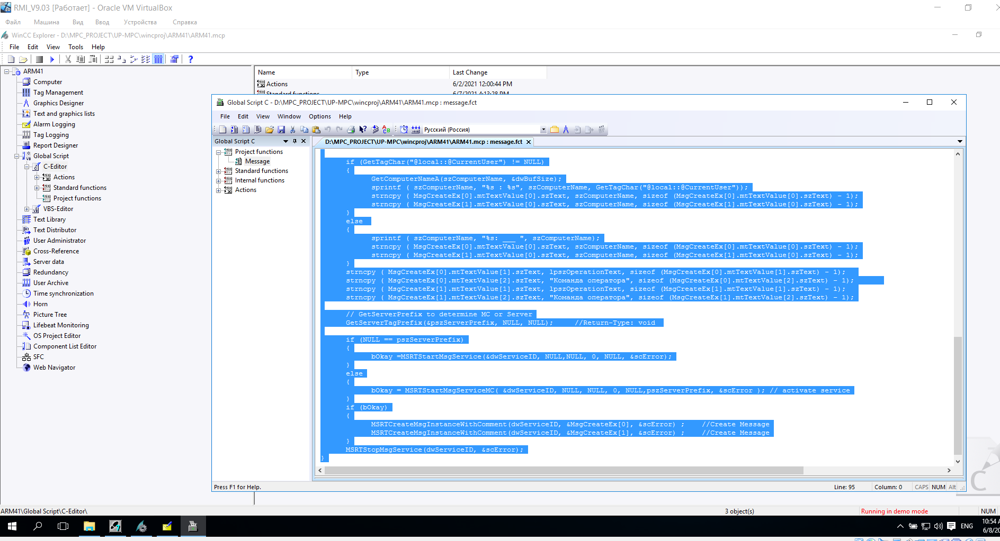 RMI_V9.03 [Работает] - Oracle VM VirtualBox
Файл Машина Вид Ввод Устройства Справка
WinCC Explorer - D:\MPC_PROJECT\UP-MPC\wincproj\ARM41\ARM41.mcp
File Edit View Tools Help
ARM41
Computer
Tag Management
Graphics Designer
Text and graphics lists
Alarm Logging
Tag Logging
Report Designer
Global Script
C-Editor
Actions
Standard functions
Project functions
VBS-Editor
Text Library
Text Distributor
User Administrator
Cross-Reference
Server data
Redundancy
User Archive
Time synchronization
Horn
Picture Tree
Lifebeat Monitoring
OS Project Editor
Component List Editor
SFC
Web Navigator
Name Type Last Change
Actions 6/2/2021 12:00:44 PM
Standard functions 6/7/2021 4:13:28 PM
Global Script C - D:\MPC_PROJECT\UP-MPC\wincproj\ARM41\ARM41.mcp : message.fct
File Edit View Window Options Help
Русский (Россия)
Global Script C
Project functions
Message
Standard functions
Internal functions
Actions
D:\MPC_PROJECT\UP-MPC\wincproj\ARM41\ARM41.mcp : message.fct
if (GetTagChar("@local::@CurrentUser") != NULL)
{
GetComputerNameA(szComputerName, &dwBufSize);
sprintf ( szComputerName, "%s : %s", szComputerName, GetTagChar("@local::@CurrentUser"));
strncpy ( MsgCreateEx[0].mtTextValue[0].szText, szComputerName, sizeof (MsgCreateEx[0].mtTextValue[0].szText) - 1);
strncpy ( MsgCreateEx[1].mtTextValue[0].szText, szComputerName, sizeof (MsgCreateEx[1].mtTextValue[0].szText) - 1);
}
else
{
sprintf ( szComputerName, "%s: ___ ", szComputerName);
strncpy ( MsgCreateEx[0].mtTextValue[0].szText, szComputerName, sizeof (MsgCreateEx[0].mtTextValue[0].szText) - 1);
strncpy ( MsgCreateEx[1].mtTextValue[0].szText, szComputerName, sizeof (MsgCreateEx[1].mtTextValue[0].szText) - 1);
}
strncpy ( MsgCreateEx[0].mtTextValue[1].szText, lpszOperationText, sizeof (MsgCreateEx[0].mtTextValue[1].szText) - 1);
strncpy ( MsgCreateEx[0].mtTextValue[2].szText, "Команда оператора", sizeof (MsgCreateEx[0].mtTextValue[2].szText) - 1);
strncpy ( MsgCreateEx[1].mtTextValue[1].szText, lpszOperationText, sizeof (MsgCreateEx[1].mtTextValue[1].szText) - 1);
strncpy ( MsgCreateEx[1].mtTextValue[2].szText, "Команда оператора", sizeof (MsgCreateEx[1].mtTextValue[2].szText) - 1);
// GetServerPrefix to determine MC or Server
GetServerTagPrefix(&pszServerPrefix, NULL, NULL); //Return-Type: void
if (NULL == pszServerPrefix)
{
bOkay =MSRTStartMsgService(&dwServiceID, NULL,NULL, 0, NULL, &scError);
}
else
{
bOkay = MSRTStartMsgServiceMC( &dwServiceID, NULL, NULL, 0, NULL,pszServerPrefix, &scError ); // activate service
}
if (bOkay)
{
MSRTCreateMsgInstanceWithComment(dwServiceID, &MsgCreateEx[0], &scError) ; //Create Message
MSRTCreateMsgInstanceWithComment(dwServiceID, &MsgCreateEx[1], &scError) ; //Create Message
}
MSRTStopMsgService(dwServiceID, &scError);
}
Press F1 for Help. Line: 95 Column: 0 CAPS NUM Alt
ARM41\Global Script\C-Editor\ 3 object(s) Running in demo mode NUM
ENG
10:54 A
6/8/20